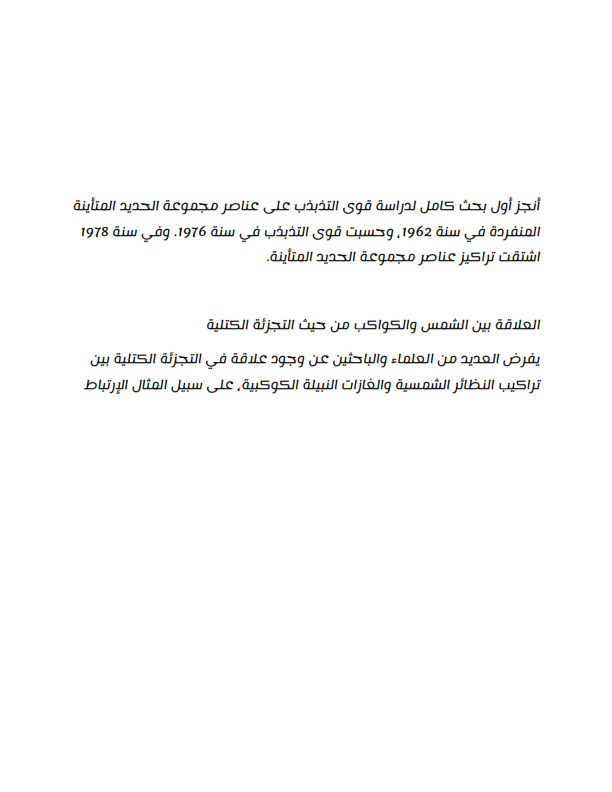 أنجز أول بحث كامل لدراسة قوى التذبذب على عناصر مجموعة الحديد المتأينة
المنفردة في سنة 1962، وحسبت قوى التذبذب في سنة 1976. وفي سنة 1978
اشتقت تراكيز عناصر مجموعة الحديد المتأينة.
العلاقة بين الشمس والكواكب من حيث التجزئة الكتلية
يفرض العديد من العلماء والباحثين عن وجود علاقة في التجزئة الكتلية بين
تراكيب النظائر الشمسية والغازات النبيلة الكوكبية، على سبيل المثال الإرتباط